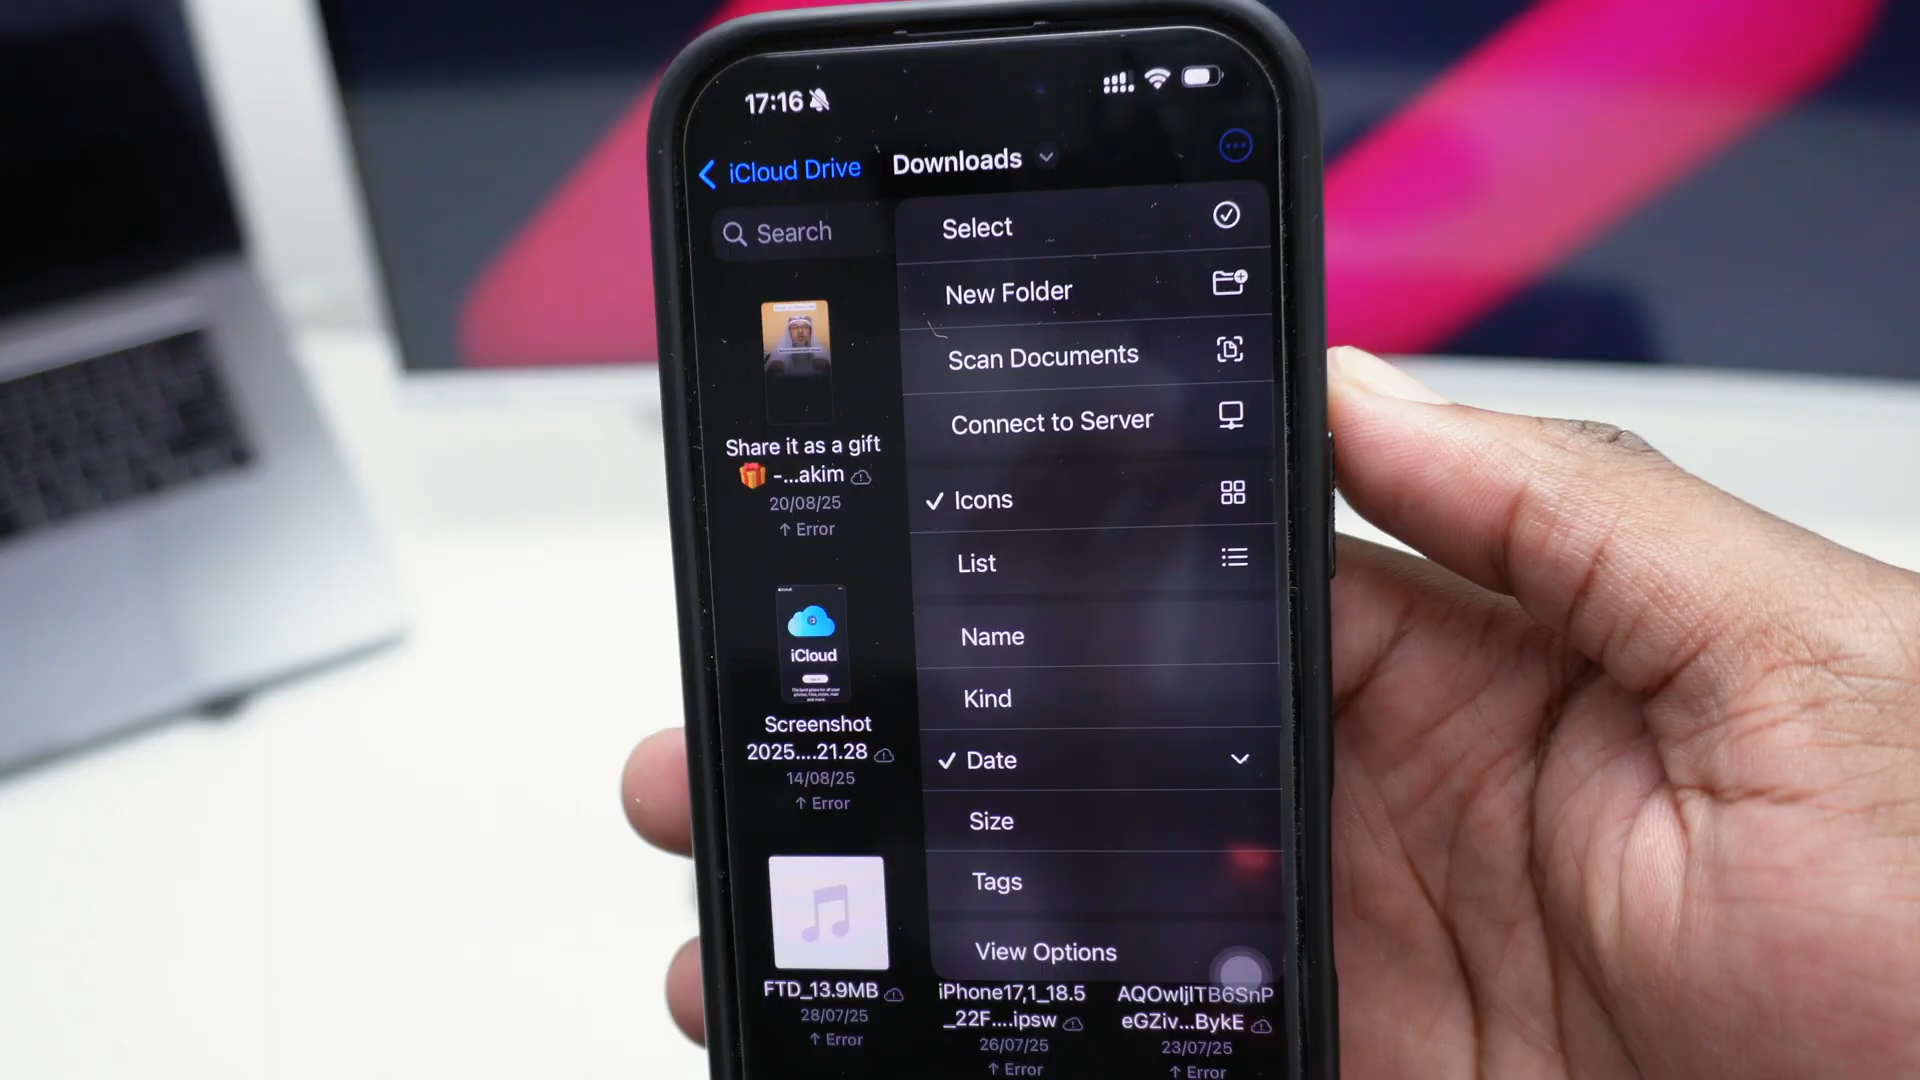 17:16
iCloud Drive
Downloads
Search
Select
New Folder
Scan Documents
Connect to Server
Icons
List
Name
Kind
Date
Size
Tags
View Options
Share it as a gift
🎁 -...akim
20/08/25
↑ Error
iCloud
Screenshot
2025....21.28
14/08/25
↑ Error
FTD_13.9MB
28/07/25
↑ Error
iPhone17,1_18.5
_22F....ipsw
26/07/25
↑ Error
AQOwIjlTB6SnP
eGZiv...BykE
23/07/25
↑ Error